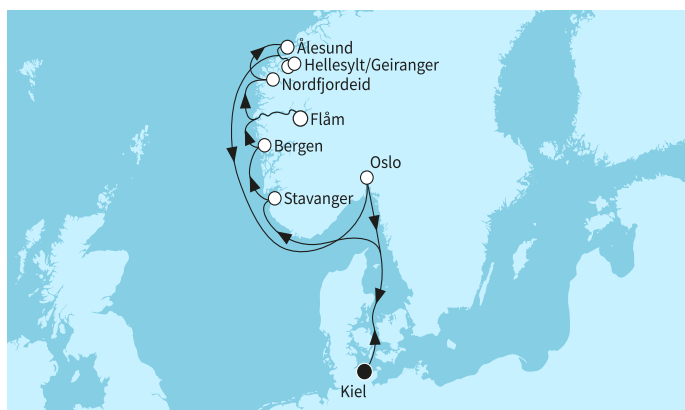 Ålesund
Hellesylt/Geiranger
Nordfjordeid
Flåm
Bergen
Oslo
Stavanger
Kiel